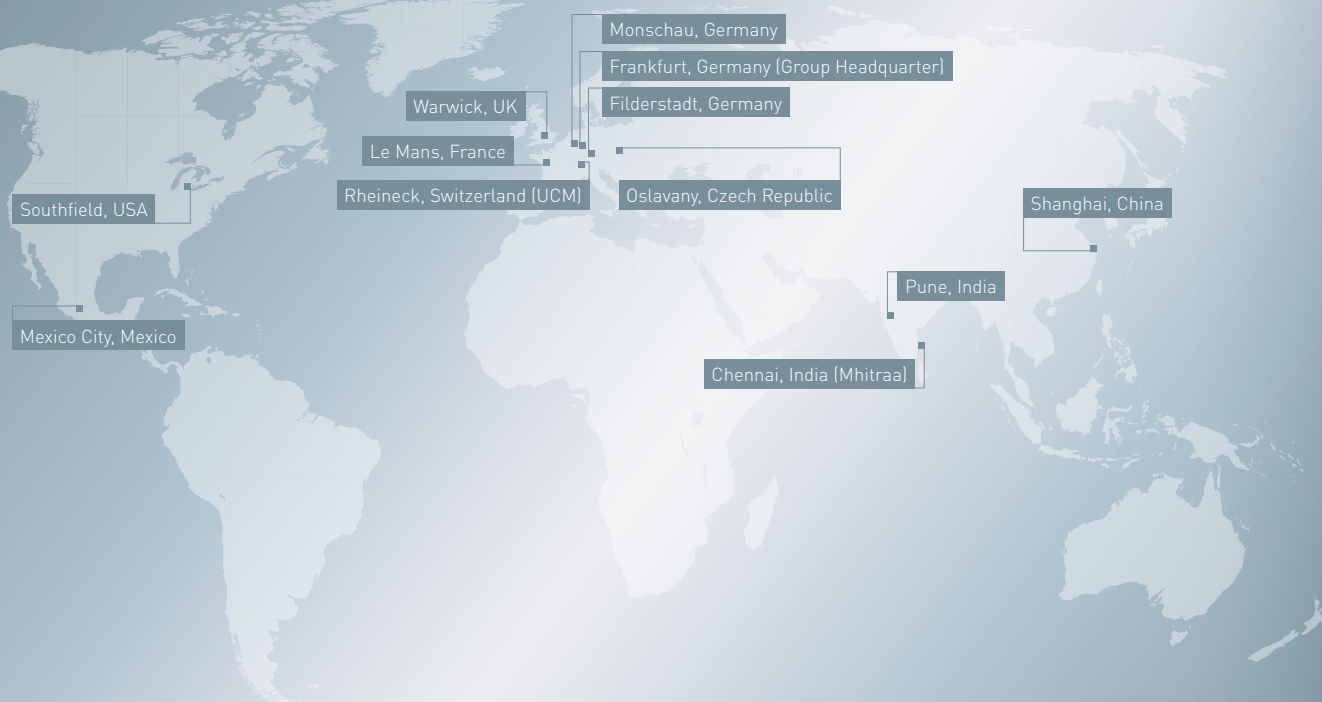 Monschau, Germany
Frankfurt, Germany (Group Headquarter)
Filderstadt, Germany
Warwick, UK
Le Mans, France
Rheineck, Switzerland (UCM)
Oslavany, Czech Republic
Southfield, USA
Shanghai, China
Pune, India
Mexico City, Mexico
Chennai, India (Mhitraa)